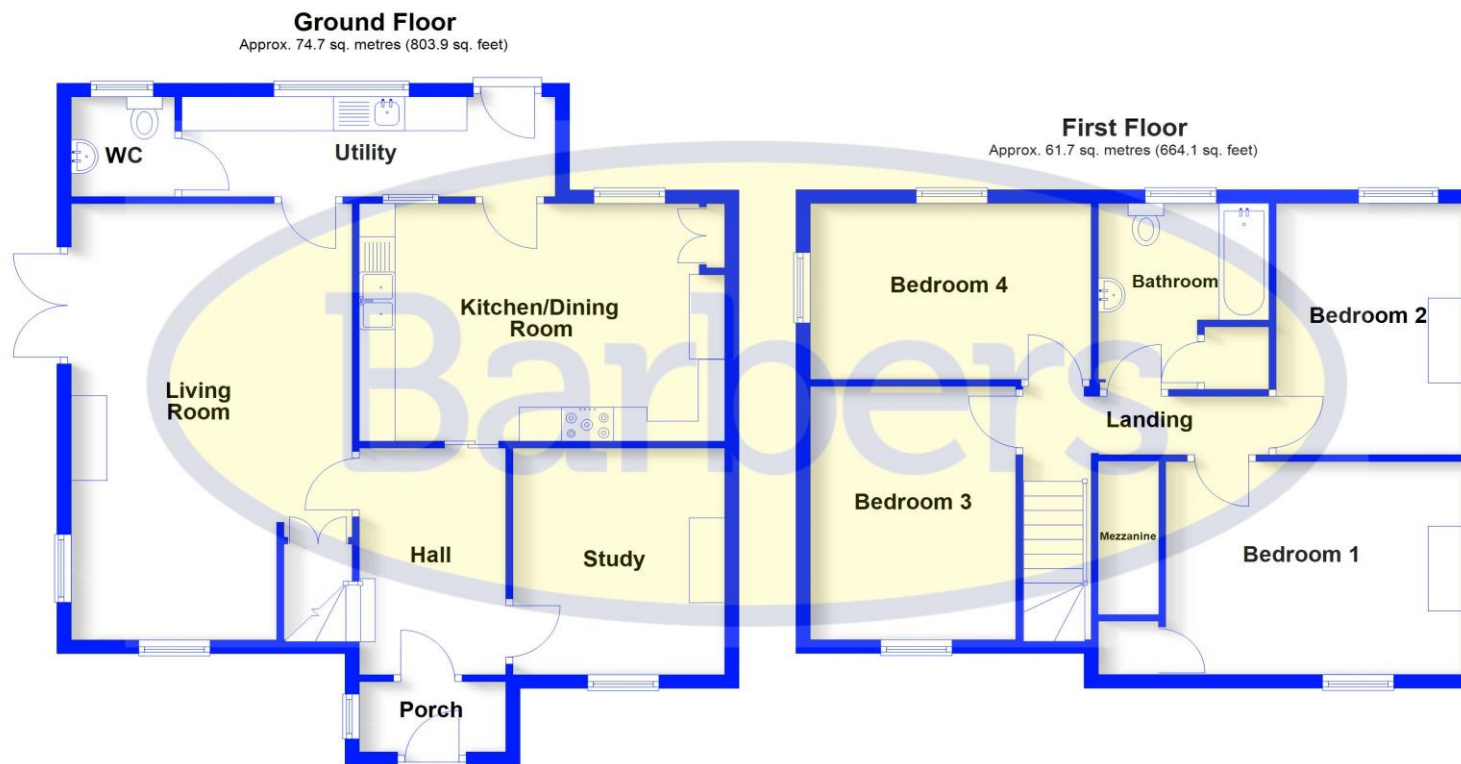 Ground Floor
Approx. 74.7 sq. metres (803.9 sq. feet)
WC
Utility
Kitchen/Dining
Room
Living
Room
Hall
Study
Porch
First Floor
Approx. 61.7 sq. metres (664.1 sq. feet)
Bedroom 4
Bathroom
Bedroom 2
Landing
Bedroom 3
Mezzanine
Bedroom 1
Barbers